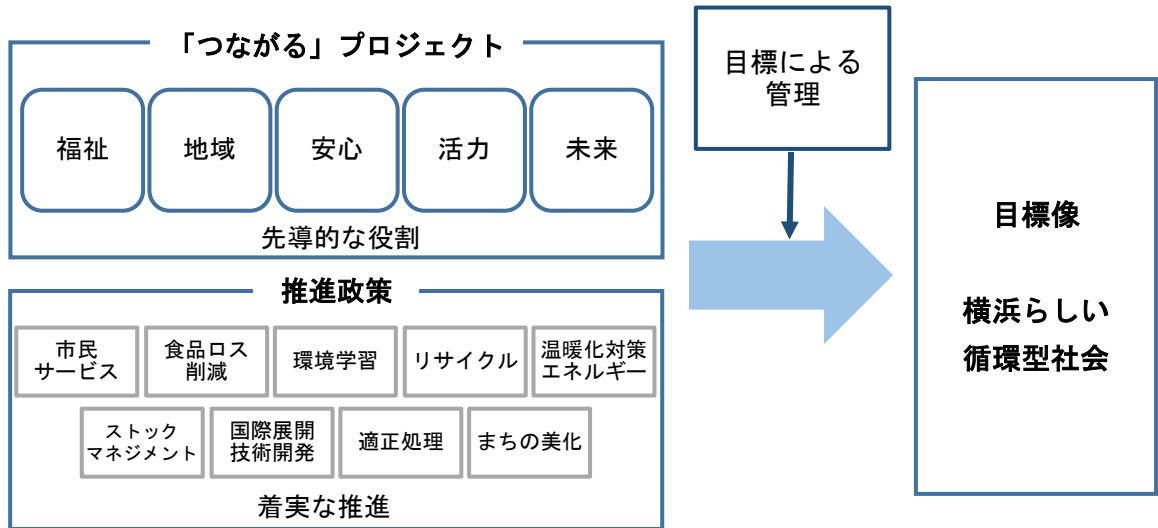 「つながる」プロジェクト
福祉
地域
安心
活力
未来
先導的な役割
推進政策
市民
サービス
食品ロス
削減
環境学習
リサイクル
温暖化対策
エネルギー
ストック
マネジメント
国際展開
技術開発
適正処理
まちの美化
着実な推進
目標による
管理
目標像
横浜らしい
循環型社会